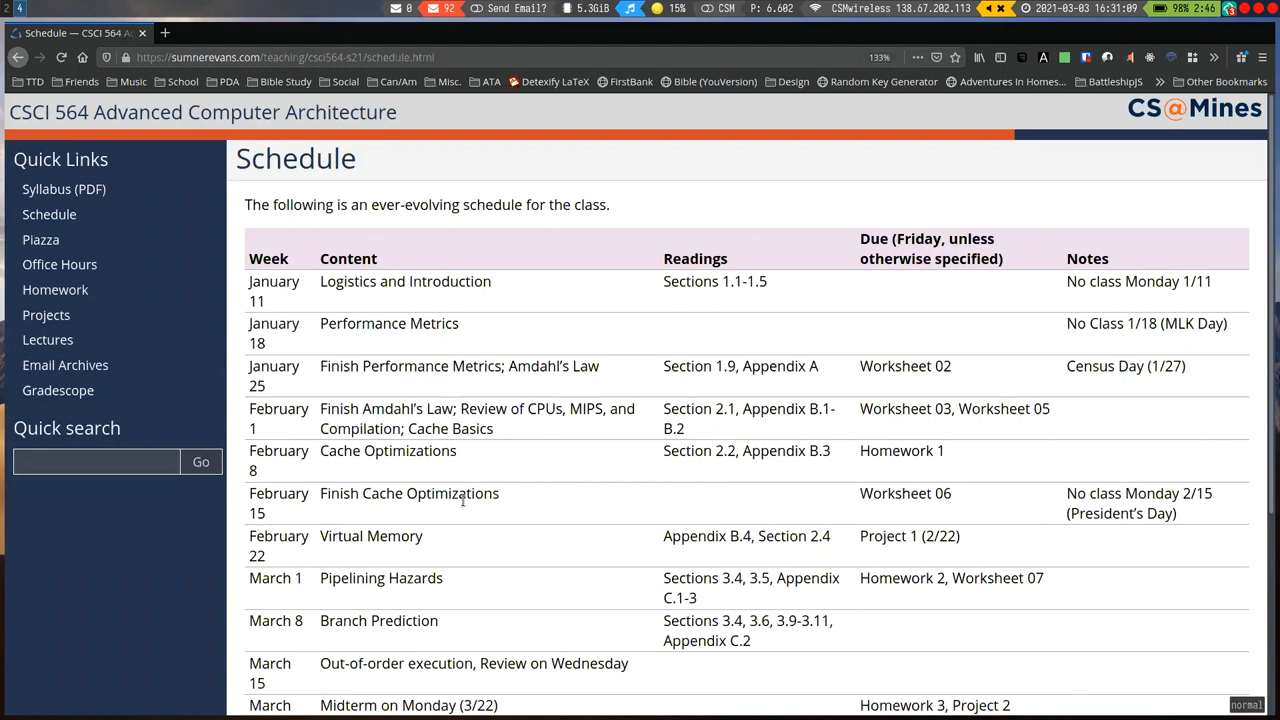 2 4 0 92 Send Email? 5.3GiB 15% CSM P: 6.602 CSMwireless 138.67.202.113 2021-03-03 16:31:09 98% 2:46 3
Schedule — CSCI 564 Ad
https://sumnerevans.com/teaching/csci564-s21/schedule.html 133%
TTD Friends Music School PDA Bible Study Social Can/Am Misc. ATA Detexify LaTeX FirstBank Bible (YouVersion) Design Random Key Generator Adventures In Homes... BattleshipJS Other Bookmarks
CSCI 564 Advanced Computer Architecture
CS@Mines
Quick Links
Syllabus (PDF)
Schedule
Piazza
Office Hours
Homework
Projects
Lectures
Email Archives
Gradescope
Quick search
Go
Schedule
The following is an ever-evolving schedule for the class.
Due (Friday, unless
Week Content Readings otherwise specified) Notes
January Logistics and Introduction Sections 1.1-1.5 No class Monday 1/11
11
January Performance Metrics No Class 1/18 (MLK Day)
18
January Finish Performance Metrics; Amdahl's Law Section 1.9, Appendix A Worksheet 02 Census Day (1/27)
25
February Finish Amdahl's Law; Review of CPUs, MIPS, and Section 2.1, Appendix B.1- Worksheet 03, Worksheet 05
1 Compilation; Cache Basics B.2
February Cache Optimizations Section 2.2, Appendix B.3 Homework 1
8
February Finish Cache Optimizations Worksheet 06 No class Monday 2/15
15 (President's Day)
February Virtual Memory Appendix B.4, Section 2.4 Project 1 (2/22)
22
March 1 Pipelining Hazards Sections 3.4, 3.5, Appendix Homework 2, Worksheet 07
C.1-3
March 8 Branch Prediction Sections 3.4, 3.6, 3.9-3.11,
Appendix C.2
March Out-of-order execution, Review on Wednesday
15
March Midterm on Monday (3/22) Homework 3, Project 2
normal